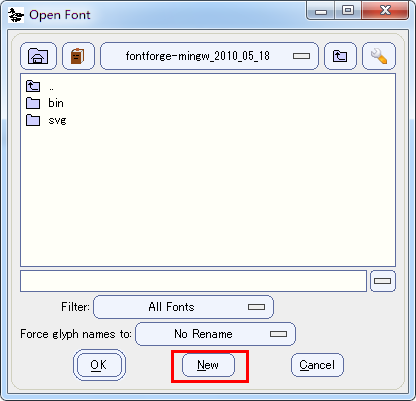 Open Font
fontforge-mingw_2010_05_18
..
bin
svg
Filter: All Fonts
Force glyph names to: No Rename
OK New Cancel